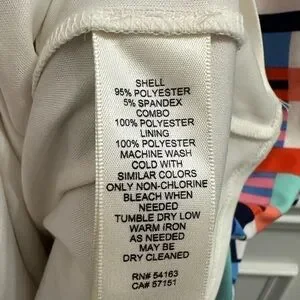 SHELL
95% POLYESTER
5% SPANDEX
COMBO
100% POLYESTER
LINING
100% POLYESTER
MACHINE WASH
COLD WITH
SIMILAR COLORS
ONLY NON-CHLORINE
BLEACH WHEN
NEEDED
TUMBLE DRY LOW
WARM IRON
AS NEEDED
MAY BE
DRY CLEANED
RN# 54163
CA# 57151